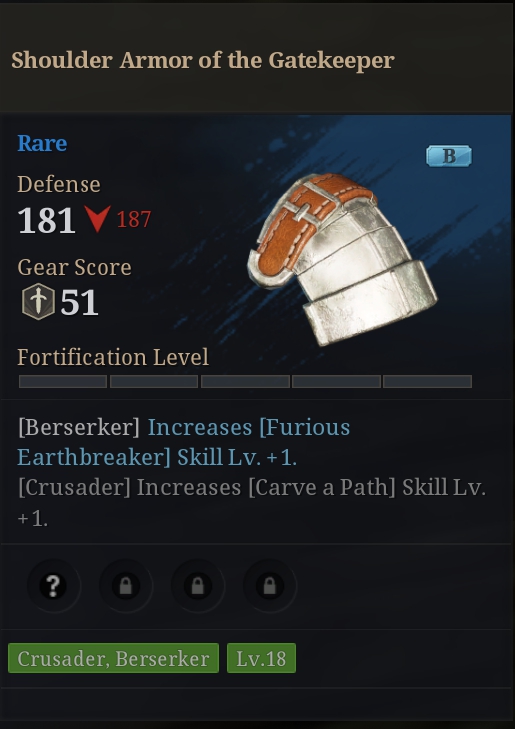 Shoulder Armor of the Gatekeeper
Rare
B
Defense
181 187
Gear Score
51
Fortification Level
[Berserker] Increases [Furious
Earthbreaker] Skill Lv. +1.
[Crusader] Increases [Carve a Path] Skill Lv.
+1.
?
Crusader, Berserker Lv.18